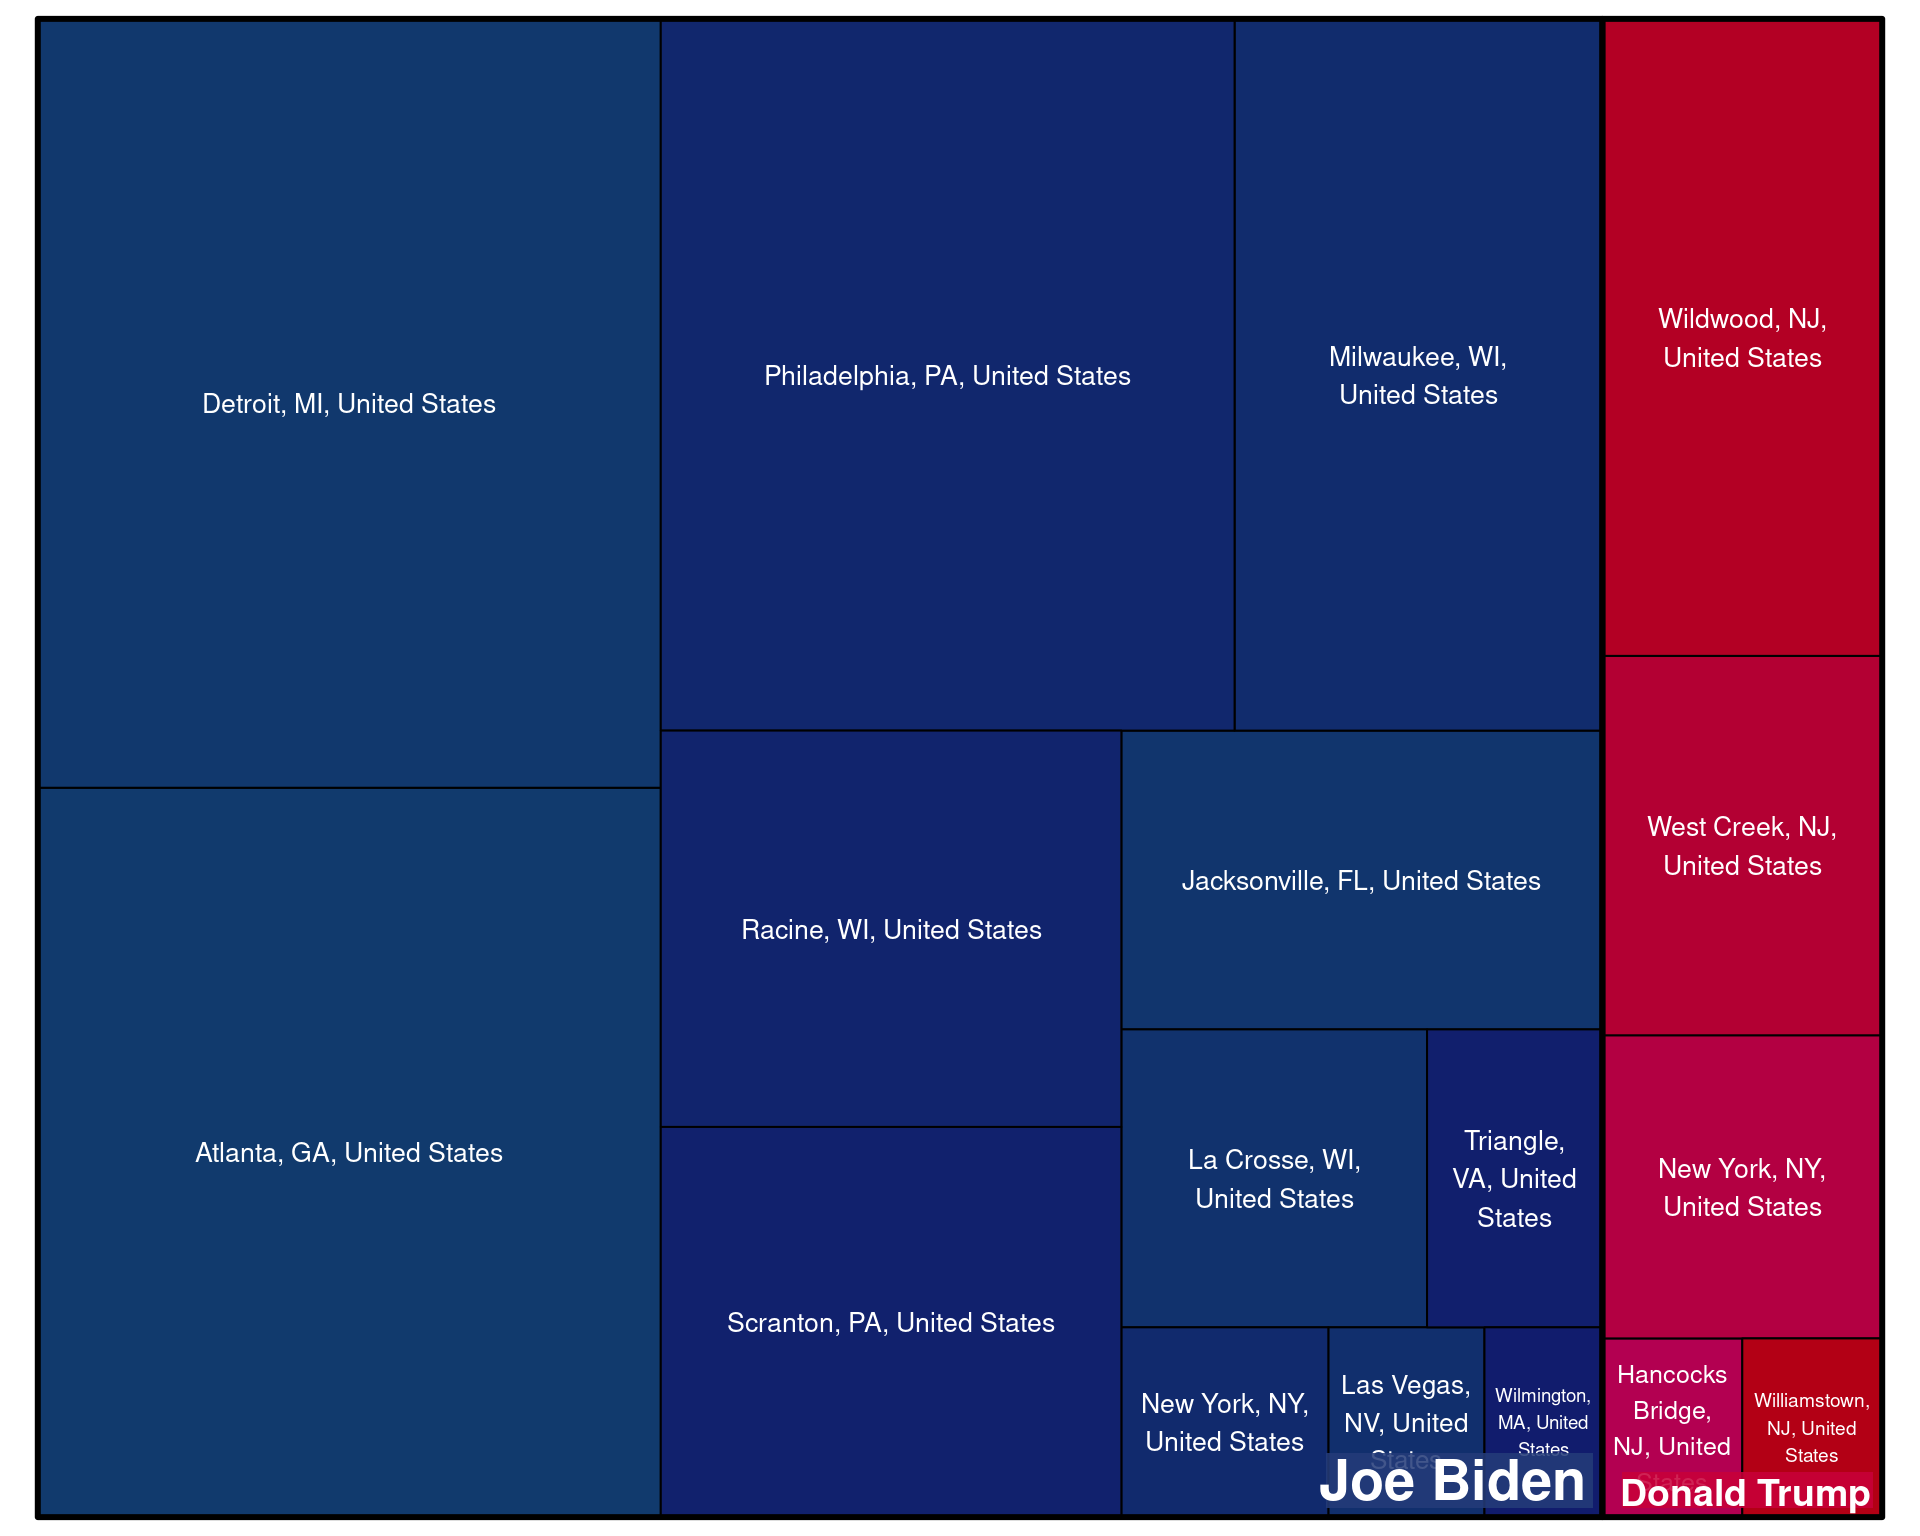 Detroit, MI, United States
Atlanta, GA, United States
Philadelphia, PA, United States
Milwaukee, WI,
United States
Racine, WI, United States
Scranton, PA, United States
Jacksonville, FL, United States
La Crosse, WI,
United States
Triangle,
VA, United
States
New York, NY,
United States
Las Vegas,
NV, United
States
Wilmington,
MA, United
States
Joe Biden
Wildwood, NJ,
United States
West Creek, NJ,
United States
New York, NY,
United States
Hancocks
Bridge,
NJ, United
States
Williamstown,
NJ, United
States
Donald Trump